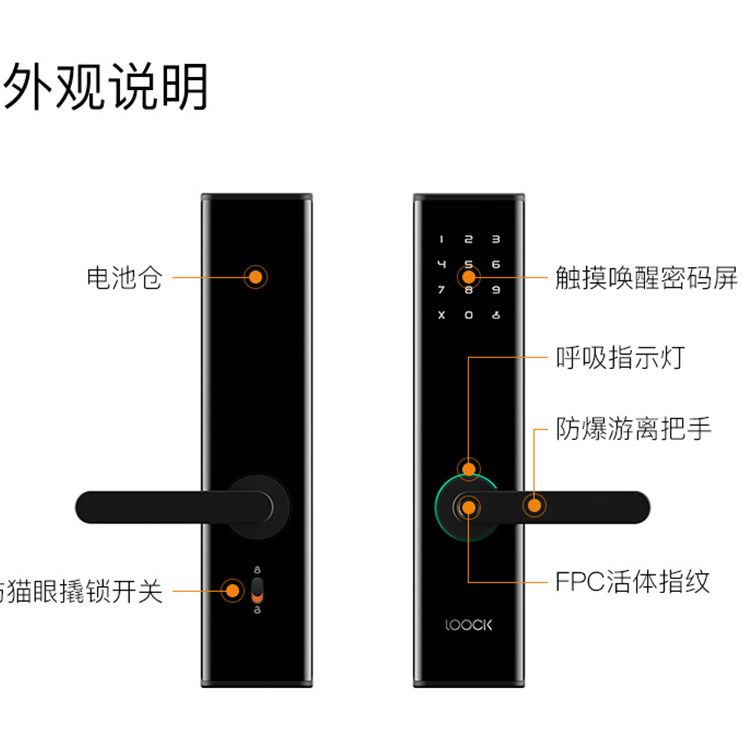 外观说明
1 2 3
4 5 6
7 8 9
X 0
电池仓
触摸唤醒密码屏
呼吸指示灯
防爆游离把手
猫眼撬锁开关
FPC活体指纹
LOOCK